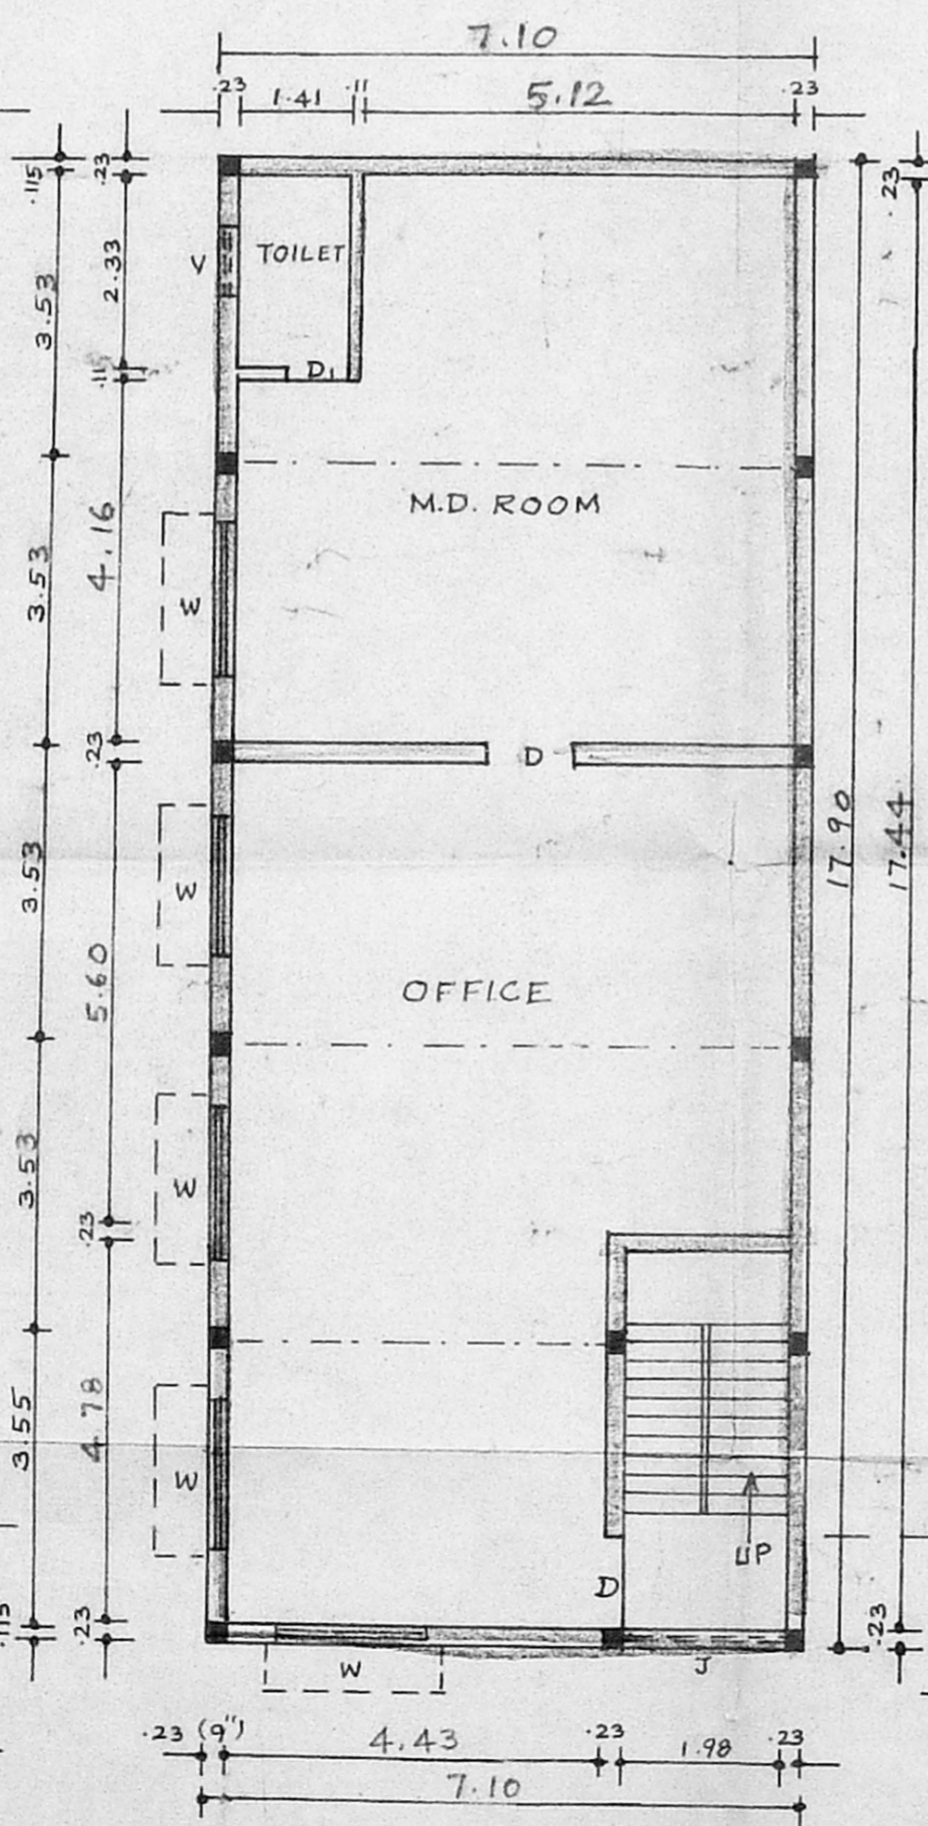 7.10
.23 1.41 .11 5.12 .23
.115 .23 .23
TOILET
V
2.33
3.53
.115
D1
M.D. ROOM
4.16
3.53
W
.23
D
17.90
17.44
3.53
W
5.60
OFFICE
3.53
W
.23
3.55
4.78
W
UP
D
.115
.23
.23
W
J
.23 (9") 4.43 .23 1.98 .23
7.10